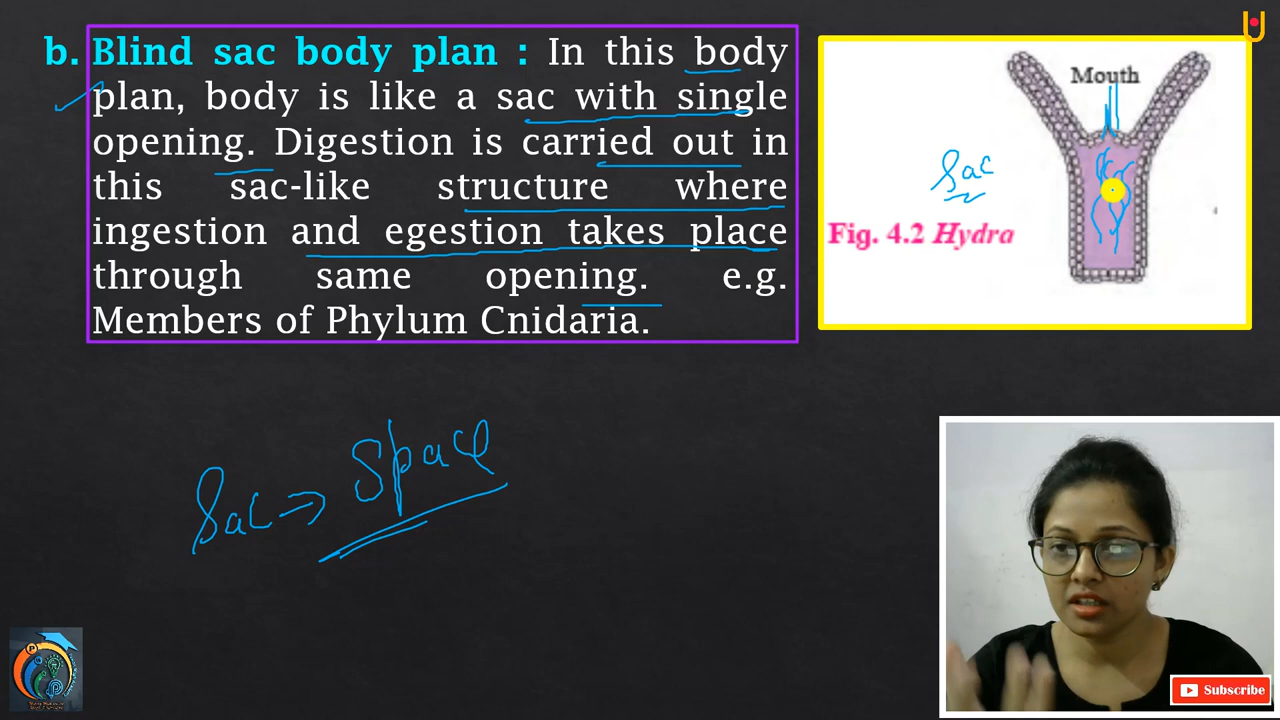 b. Blind sac body plan : In this body
plan, body is like a sac with single
opening. Digestion is carried out in
this sac-like structure where
ingestion and egestion takes place
through same opening. e.g.
Members of Phylum Cnidaria.
Mouth
Sac
Fig. 4.2 Hydra
Sac ⇒ Space
Subscribe